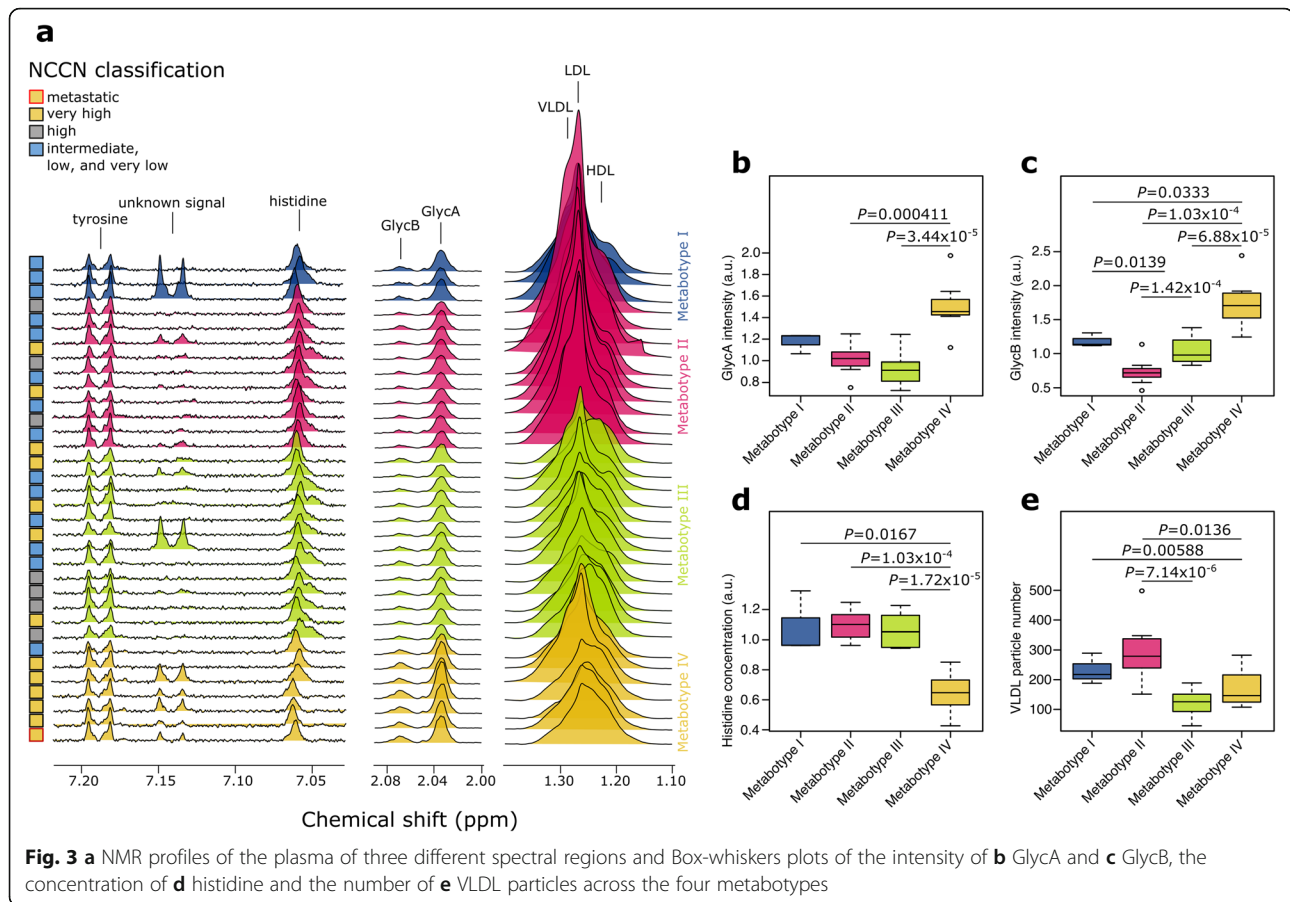 a
NCCN classification
metastatic
very high
high
intermediate,
low, and very low
tyrosine
unknown signal
histidine
GlycB
GlycA
VLDL
LDL
HDL
Metabotype I
Metabotype II
Metabotype III
Metabotype IV
7.20 7.15 7.10 7.05
2.08 2.04 2.00
1.30 1.20 1.10
Chemical shift (ppm)
b
GlycA intensity (a.u.)
2.0
1.8
1.6
1.4
1.2
1.0
0.8
P=0.000411
P=3.44x10-5
Metabotype I
Metabotype II
Metabotype III
Metabotype IV
c
GlycB intensity (a.u.)
2.5
2.0
1.5
1.0
0.5
P=0.0333
P=1.03x10-4
P=6.88x10-5
P=0.0139
P=1.42x10-4
Metabotype I
Metabotype II
Metabotype III
Metabotype IV
d
Histidine concentration (a.u.)
1.2
1.0
0.8
0.6
0.4
P=0.0167
P=1.03x10-4
P=1.72x10-5
Metabotype I
Metabotype II
Metabotype III
Metabotype IV
e
VLDL particle number
500
400
300
200
100
P=0.0136
P=0.00588
P=7.14x10-6
Metabotype I
Metabotype II
Metabotype III
Metabotype IV
Fig. 3 a NMR profiles of the plasma of three different spectral regions and Box-whiskers plots of the intensity of b GlycA and c GlycB, the
concentration of d histidine and the number of e VLDL particles across the four metabotypes